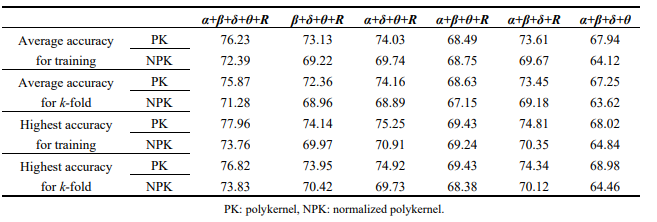 α+β+δ+θ+R β+δ+θ+R α+δ+θ+R α+β+θ+R α+β+δ+R α+β+δ+θ
Average accuracy PK 76.23 73.13 74.03 68.49 73.61 67.94
for training NPK 72.39 69.22 69.74 68.75 69.67 64.12
Average accuracy PK 75.87 72.36 74.16 68.63 73.45 67.25
for k-fold NPK 71.28 68.96 68.89 67.15 69.18 63.62
Highest accuracy PK 77.96 74.14 75.25 69.43 74.81 68.02
for training NPK 73.76 69.97 70.91 69.24 70.35 64.84
Highest accuracy PK 76.82 73.95 74.92 69.43 74.34 68.98
for k-fold NPK 73.83 70.42 69.73 68.38 70.12 64.46
PK: polykernel, NPK: normalized polykernel.